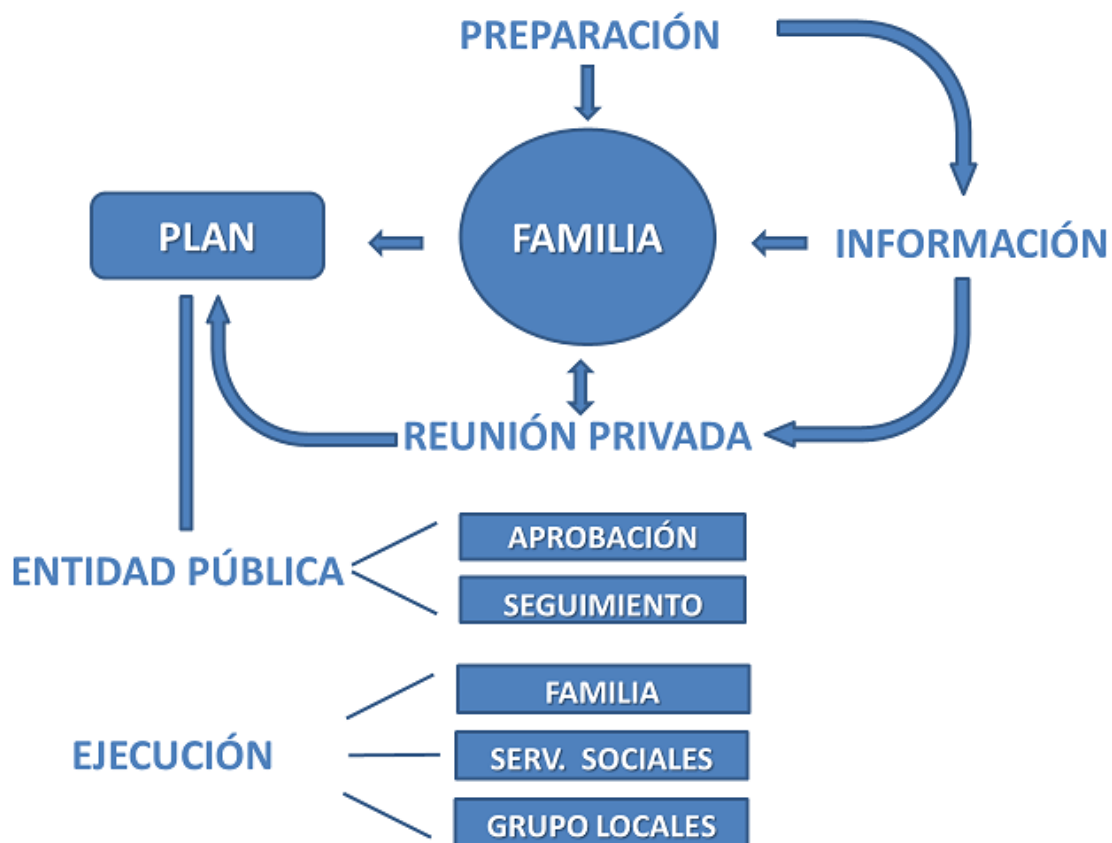 PREPARACIÓN
PLAN
FAMILIA
INFORMACIÓN
REUNIÓN PRIVADA
ENTIDAD PÚBLICA
APROBACIÓN
SEGUIMIENTO
EJECUCIÓN
FAMILIA
SERV. SOCIALES
GRUPO LOCALES